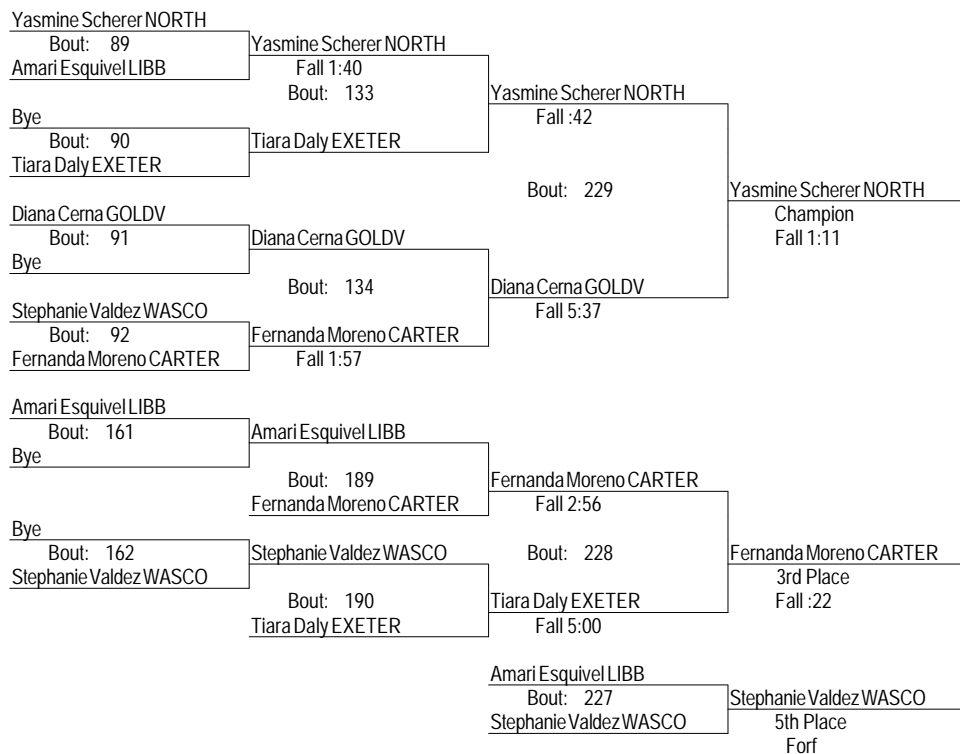 Yasmine Scherer NORTH
Bout: 89
Amari Esquivel LIBB
Yasmine Scherer NORTH
Fall 1:40
Bout: 133
Bye
Bout: 90
Tiara Daly EXETER
Tiara Daly EXETER
Yasmine Scherer NORTH
Fall :42
Bout: 229
Diana Cerna GOLDV
Bout: 91
Bye
Diana Cerna GOLDV
Bout: 134
Stephanie Valdez WASCO
Bout: 92
Fernanda Moreno CARTER
Fernanda Moreno CARTER
Fall 1:57
Diana Cerna GOLDV
Fall 5:37
Yasmine Scherer NORTH
Champion
Fall 1:11
Amari Esquivel LIBB
Bout: 161
Bye
Amari Esquivel LIBB
Bout: 189
Fernanda Moreno CARTER
Fernanda Moreno CARTER
Fall 2:56
Bye
Bout: 162
Stephanie Valdez WASCO
Stephanie Valdez WASCO
Bout: 190
Tiara Daly EXETER
Bout: 228
Tiara Daly EXETER
Fall 5:00
Fernanda Moreno CARTER
3rd Place
Fall :22
Amari Esquivel LIBB
Bout: 227
Stephanie Valdez WASCO
Stephanie Valdez WASCO
5th Place
Forf